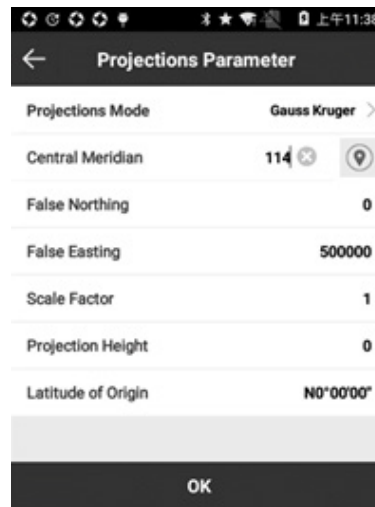 上午11:38
Projections Parameter
Projections Mode Gauss Kruger
Central Meridian 114
False Northing 0
False Easting 500000
Scale Factor 1
Projection Height 0
Latitude of Origin N0°00'00"
OK